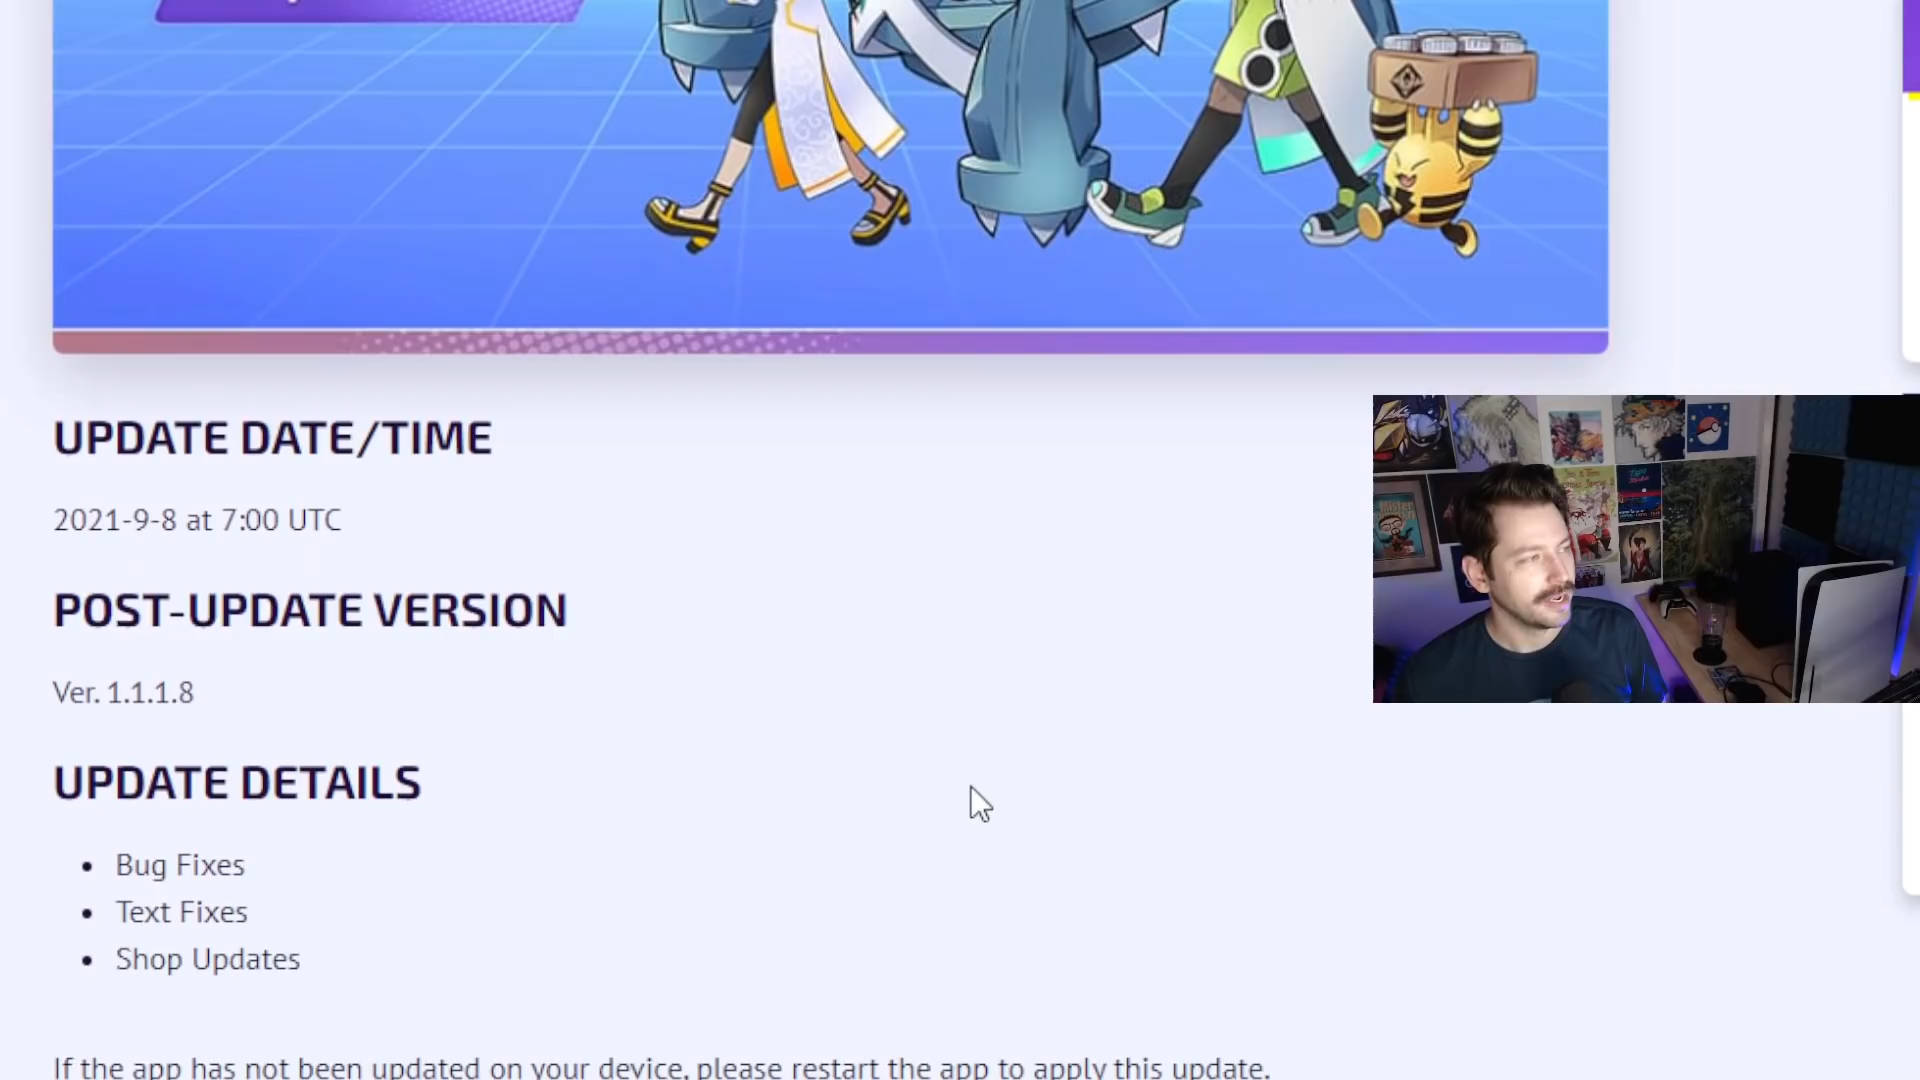 UPDATE DATE/TIME
2021-9-8 at 7:00 UTC
POST-UPDATE VERSION
Ver. 1.1.1.8
UPDATE DETAILS
• Bug Fixes
• Text Fixes
• Shop Updates
If the app has not been updated on your device, please restart the app to apply this update.